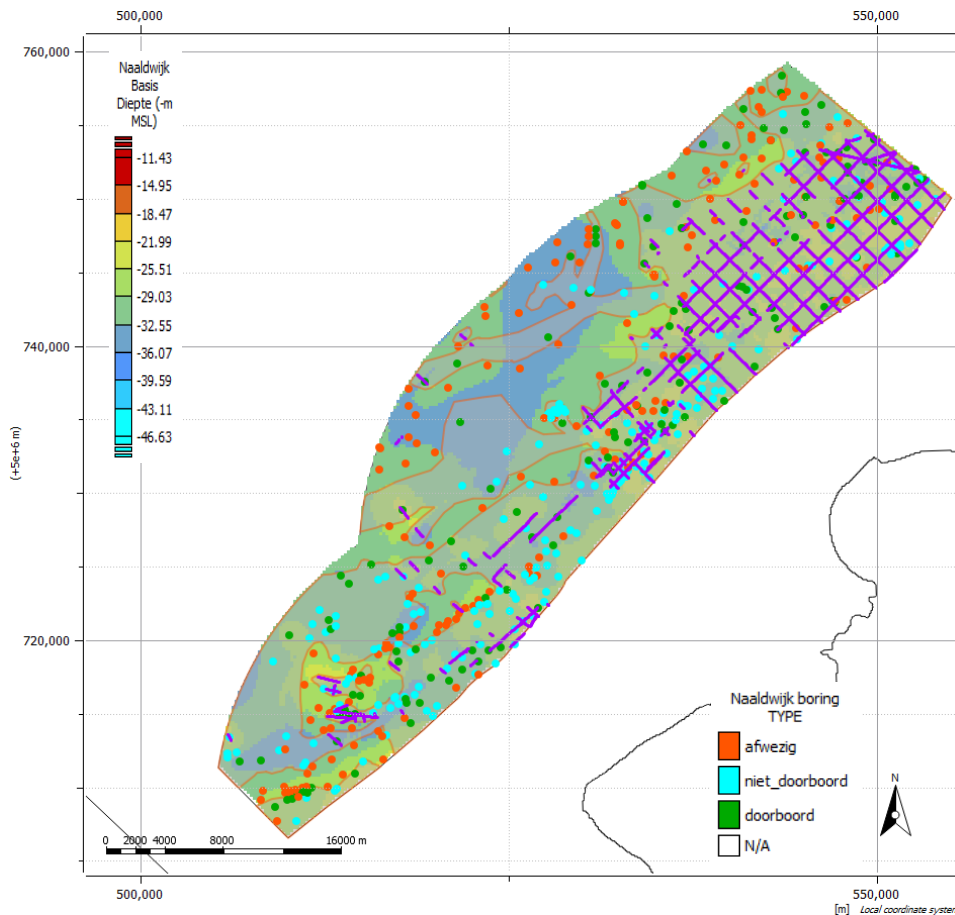 500,000
550,000
760,000
Naaldwijk
Basis
Diepte (-m
MSL)
-11.43
-14.95
-18.47
-21.99
-25.51
-29.03
-32.55
-36.07
-39.59
-43.11
-46.63
740,000
(+5e+6 m)
720,000
Naaldwijk boring
TYPE
afwezig
niet_doorboord
doorboord
N/A
N
0 2000 4000 8000 16000 m
500,000
550,000
[m] Local coordinate system